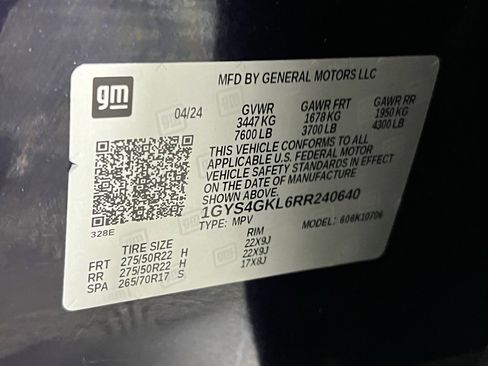 gm
MFD BY GENERAL MOTORS LLC
04/24
GVWR GAWR FRT GAWR RR
3447 KG 1678 KG 1950 KG
7600 LB 3700 LB 4300 LB
THIS VEHICLE CONFORMS TO ALL
APPLICABLE U.S. FEDERAL MOTOR
VEHICLE SAFETY STANDARDS IN EFFECT
ON THE DATE OF MANUFACTURE
SHOWN ABOVE.
1GYS4GKL6RR240640
TYPE: MPV MODEL: 606K10706
328E
TIRE SIZE RIM
FRT 275/50R22 H 22X9J
RR 275/50R22 H 22X9J
SPA 265/70R17 S 17X8J